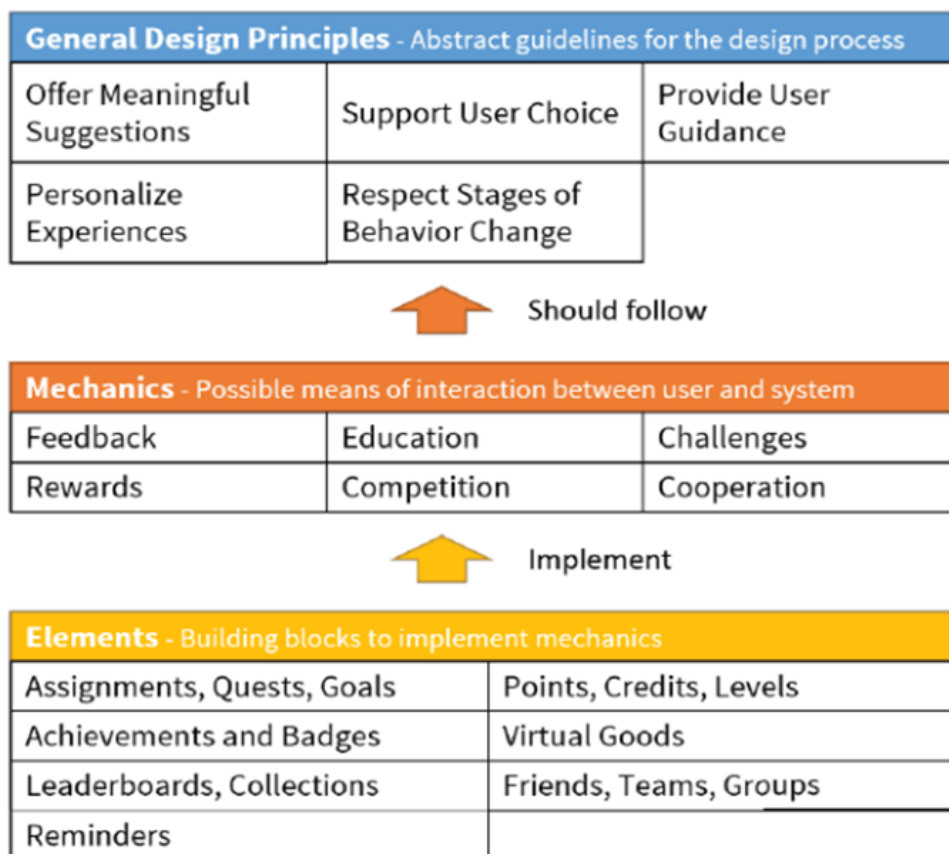 General Design Principles - Abstract guidelines for the design process
Offer Meaningful
Suggestions
Support User Choice
Provide User
Guidance
Personalize
Experiences
Respect Stages of
Behavior Change
Should follow
Mechanics - Possible means of interaction between user and system
Feedback
Education
Challenges
Rewards
Competition
Cooperation
Implement
Elements - Building blocks to implement mechanics
Assignments, Quests, Goals
Points, Credits, Levels
Achievements and Badges
Virtual Goods
Leaderboards, Collections
Friends, Teams, Groups
Reminders